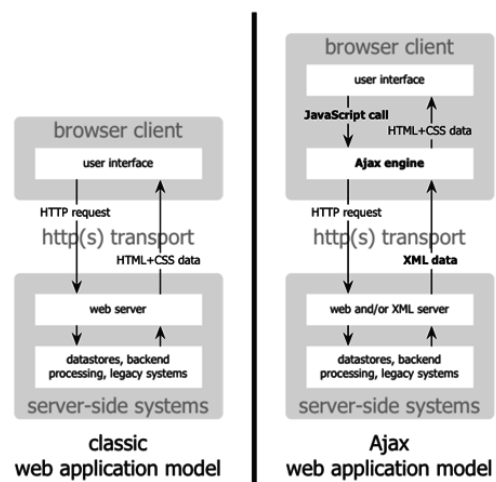 browser client
user interface
HTTP request
http(s) transport
HTML+CSS data
web server
datastores, backend
processing, legacy systems
server-side systems
classic
web application model
browser client
user interface
JavaScript call
HTML+CSS data
Ajax engine
HTTP request
http(s) transport
XML data
web and/or XML server
datastores, backend
processing, legacy systems
server-side systems
Ajax
web application model